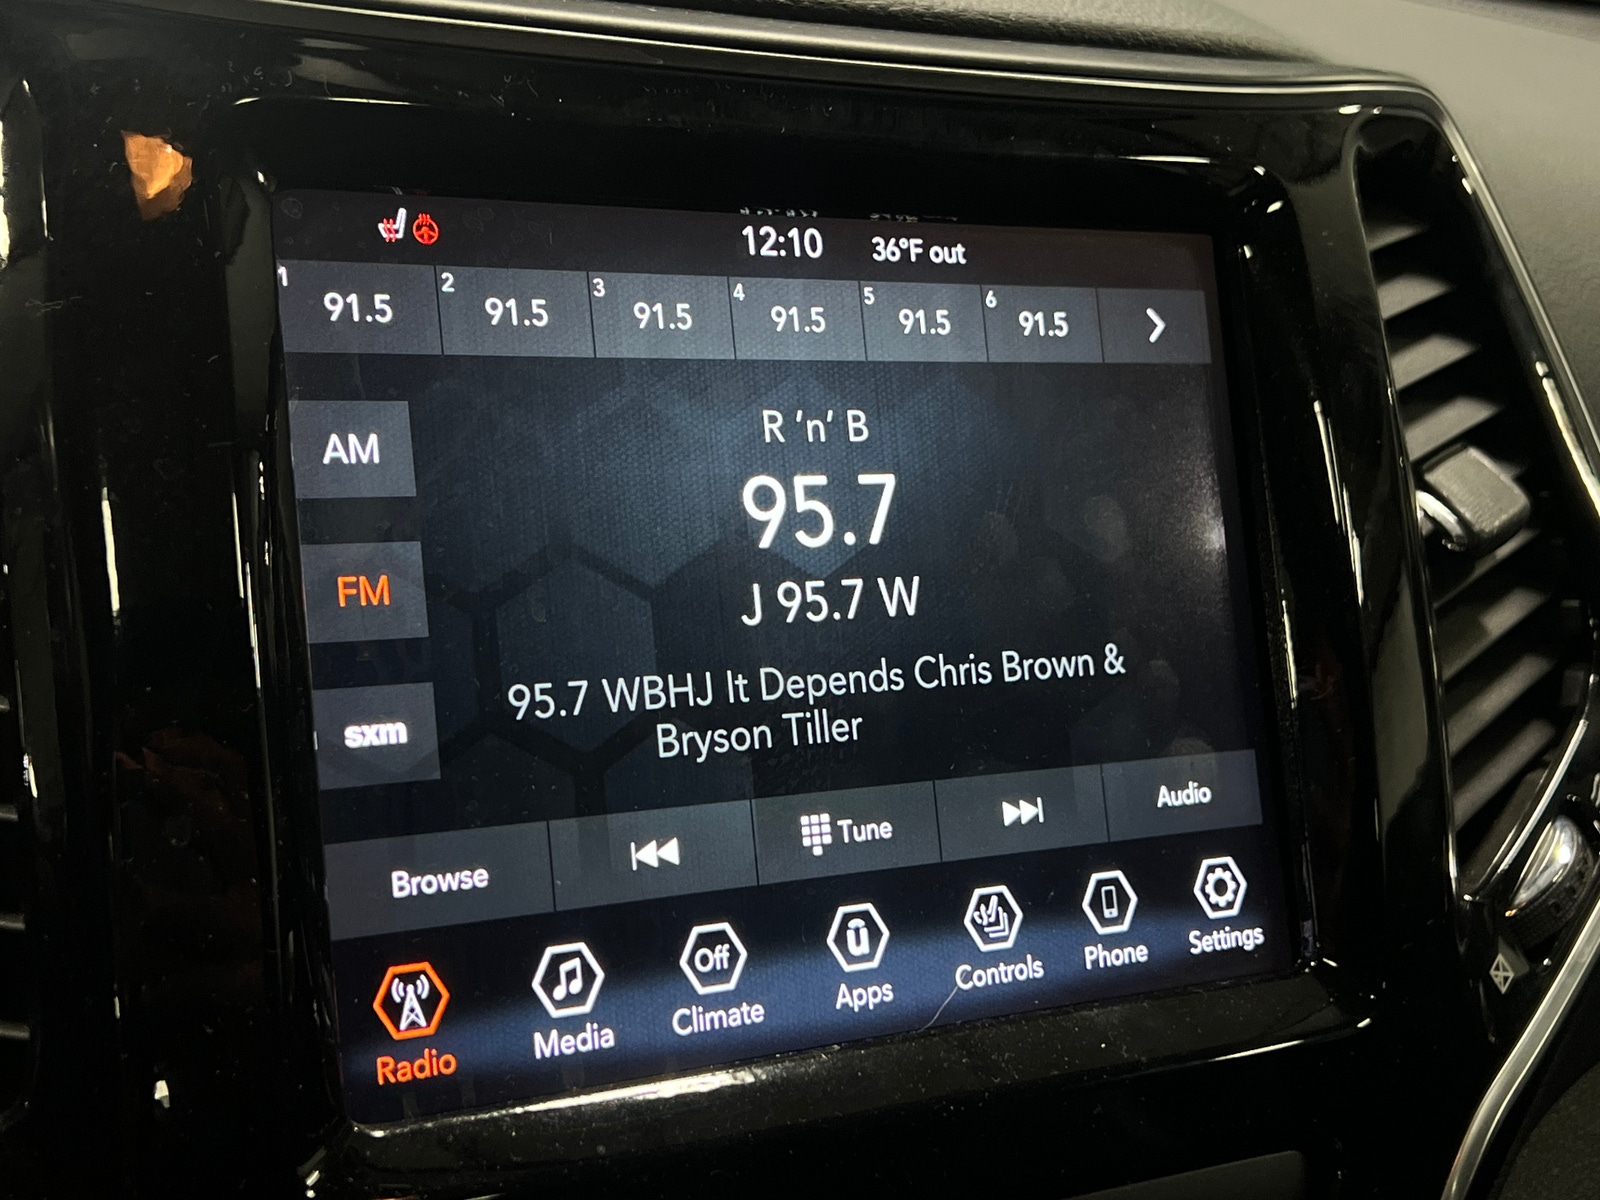 12:10 36°F out
1 91.5 2 91.5 3 91.5 4 91.5 5 91.5 6 91.5
R 'n' B
AM
95.7
FM
J 95.7 W
95.7 WBHJ It Depends Chris Brown &
Bryson Tiller
sxm
Browse Tune Audio
Off
Radio Media Climate Apps Controls Phone Settings